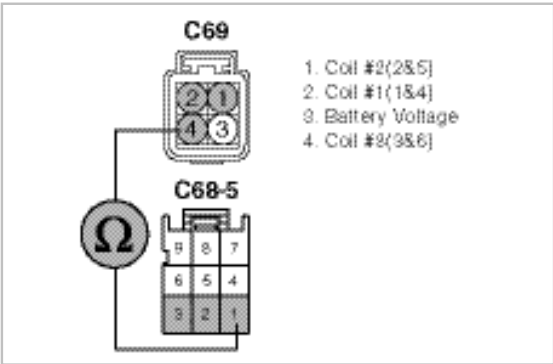 C69
1. Coil #2(2&5)
2. Coil #1(1&4)
3. Battery Voltage
4. Coil #3(3&6)
2 1
4 3
C68-5
Ω
9 8 7
6 5 4
3 2 1